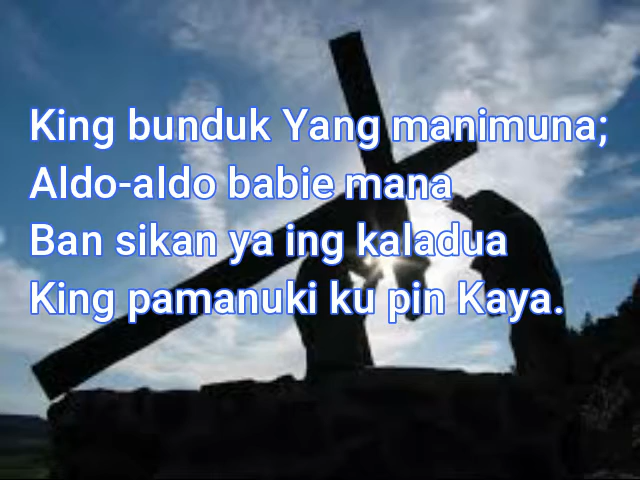 King bunduk Yang manimuna;
Aldo-aldo babie mana
Ban sikan ya ing kaladua
King pamanuki ku pin Kaya.